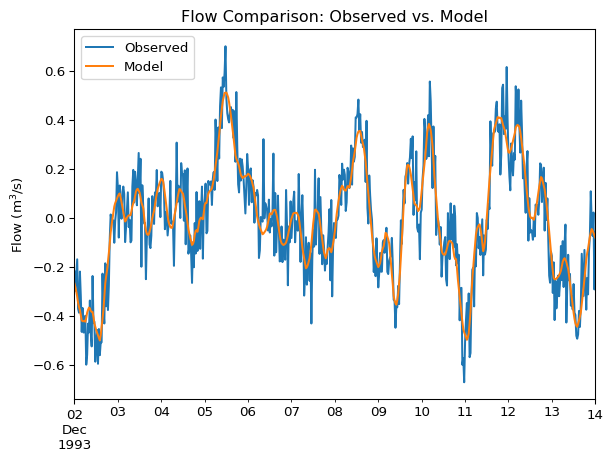 Flow Comparison: Observed vs. Model
Observed
Model
Flow (m³/s)
0.6
0.4
0.2
0.0
−0.2
−0.4
−0.6
02 03 04 05 06 07 08 09 10 11 12 13 14
Dec
1993